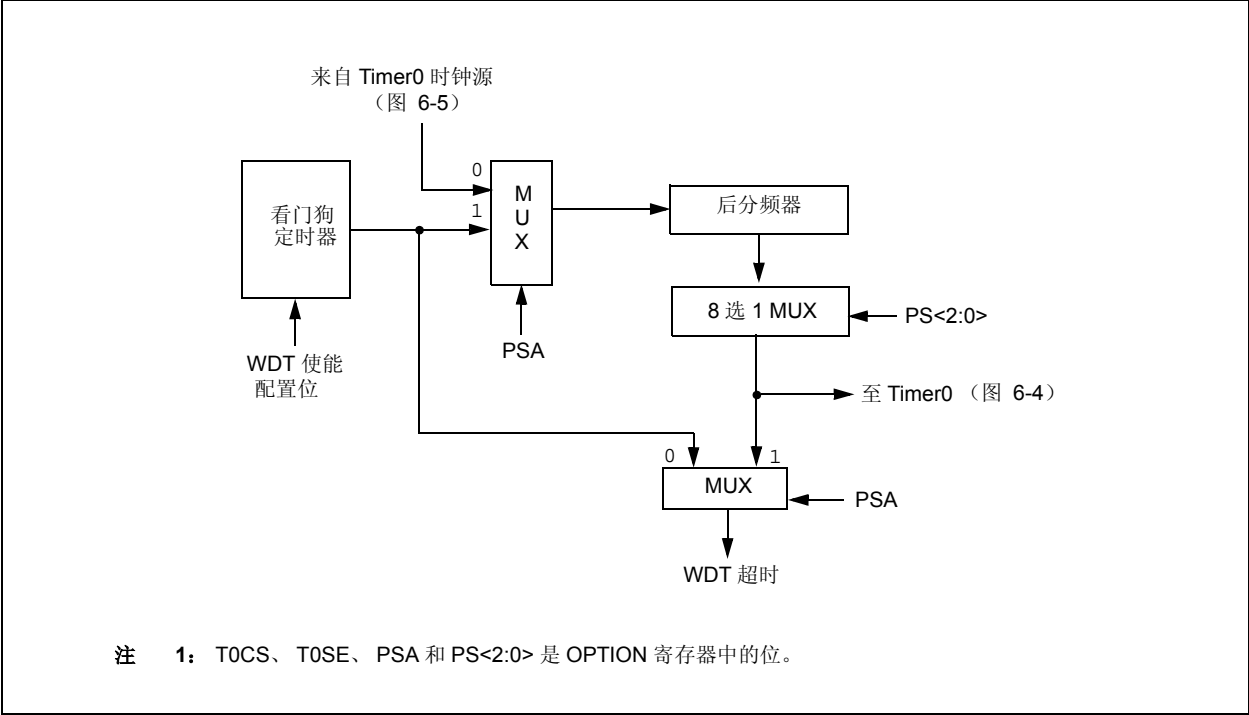 来自 Timer0 时钟源
（图 6-5）
0
1
M
U
X
看门狗
定时器
后分频器
8 选 1 MUX
PS<2:0>
PSA
WDT 使能
配置位
至 Timer0 （图 6-4）
0
1
MUX
PSA
WDT 超时
注 1： T0CS、 T0SE、 PSA 和 PS<2:0> 是 OPTION 寄存器中的位。